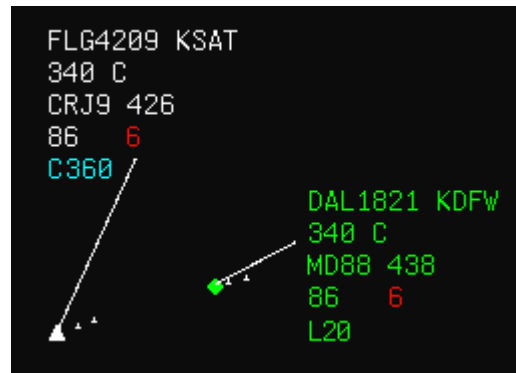 FLG4209 KSAT
340 C
CRJ9 426
86 6
C360
DAL1821 KDFW
340 C
MD88 438
86 6
L20